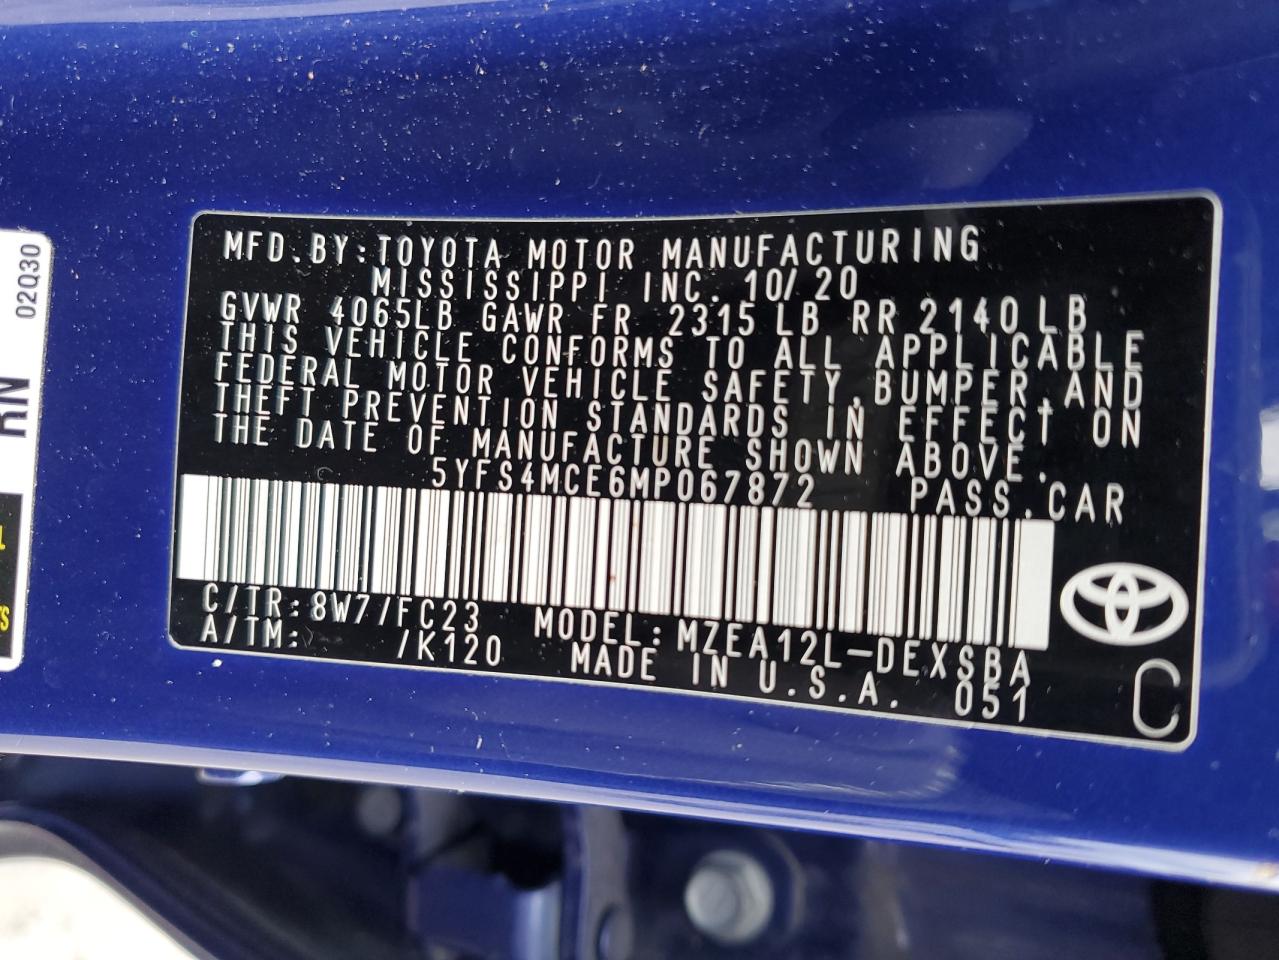 MFD.BY:TOYOTA MOTOR MANUFACTURING
MISSISSIPPI INC. 10/20
GVWR 4065LB GAWR FR 2315 LB RR 2140 LB
THIS VEHICLE CONFORMS TO ALL APPLICABLE
FEDERAL MOTOR VEHICLE SAFETY,BUMPER,AND
THEFT PREVENTION STANDARDS IN EFFECT ON
THE DATE OF MANUFACTURE SHOWN ABOVE.
5YFS4MCE6MP067872 PASS.CAR
C/TR:8W7/FC23 MODEL:MZEA12L-DEXSBA
A/TM: /K120 MADE IN U.S.A. 051
C
02Q30
RN